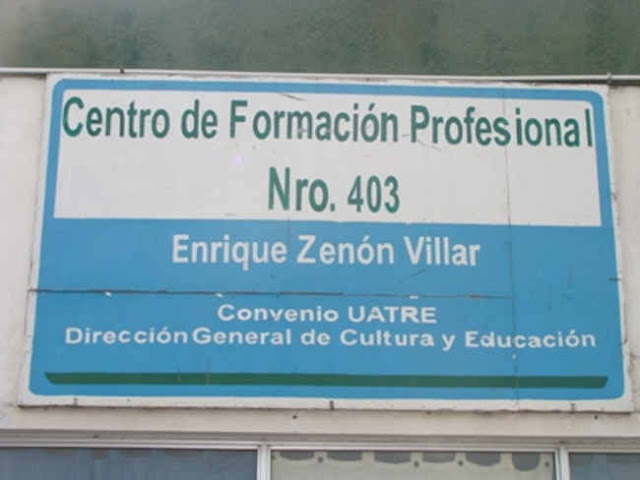 Centro de Formación Profesional
Nro. 403
Enrique Zenón Villar
Convenio UATRE
Dirección General de Cultura y Educación